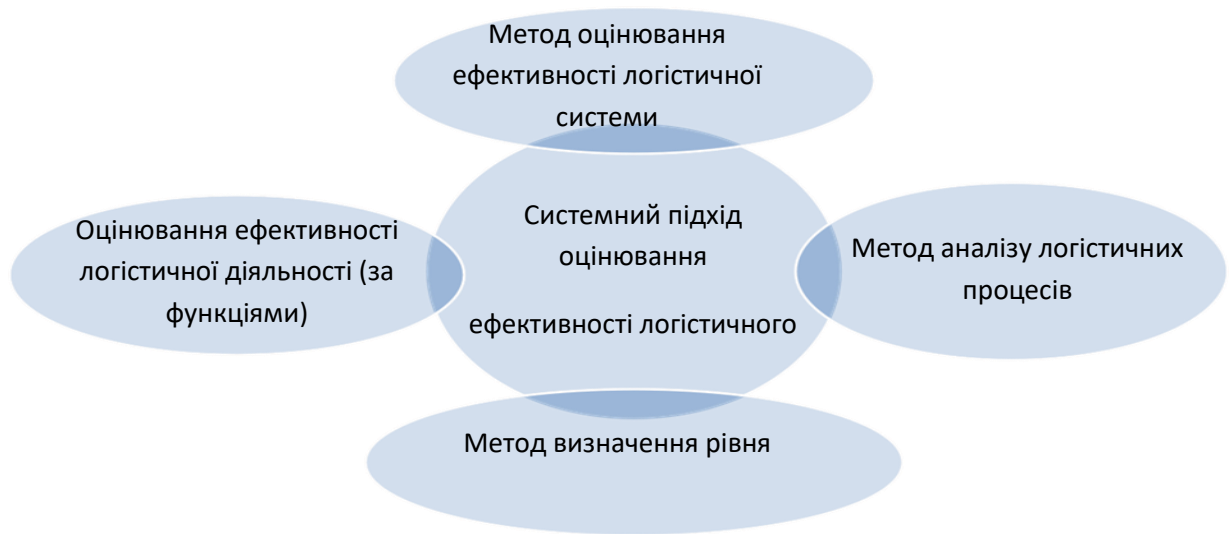 Метод оцінювання
ефективності логістичної
системи
Оцінювання ефективності
логістичної діяльності (за
функціями)
Системний підхід
оцінювання
ефективності логістичного
Метод аналізу логістичних
процесів
Метод визначення рівня